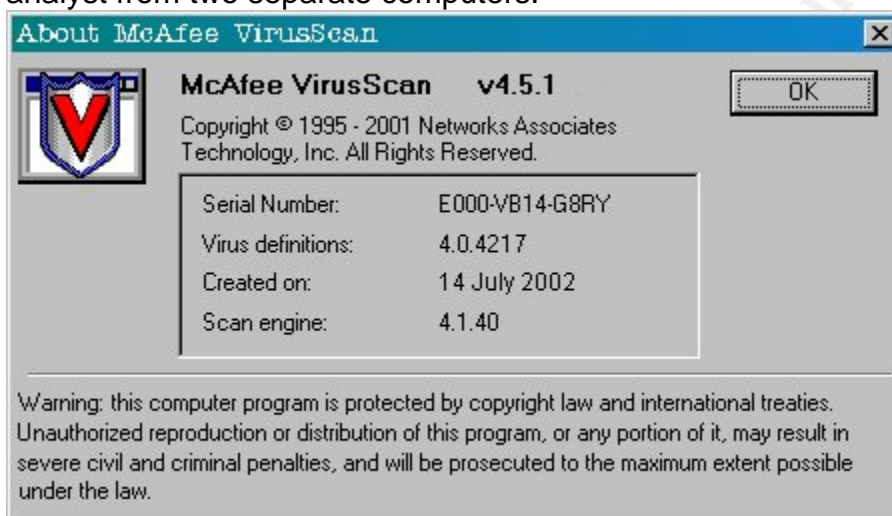 analyst from two separate computers.
About McAfee VirusScan
McAfee VirusScan v4.5.1
OK
Copyright © 1995 - 2001 Networks Associates
Technology, Inc. All Rights Reserved.
Serial Number: E000-VB14-G8RY
Virus definitions: 4.0.4217
Created on: 14 July 2002
Scan engine: 4.1.40
Warning: this computer program is protected by copyright law and international treaties.
Unauthorized reproduction or distribution of this program, or any portion of it, may result in
severe civil and criminal penalties, and will be prosecuted to the maximum extent possible
under the law.